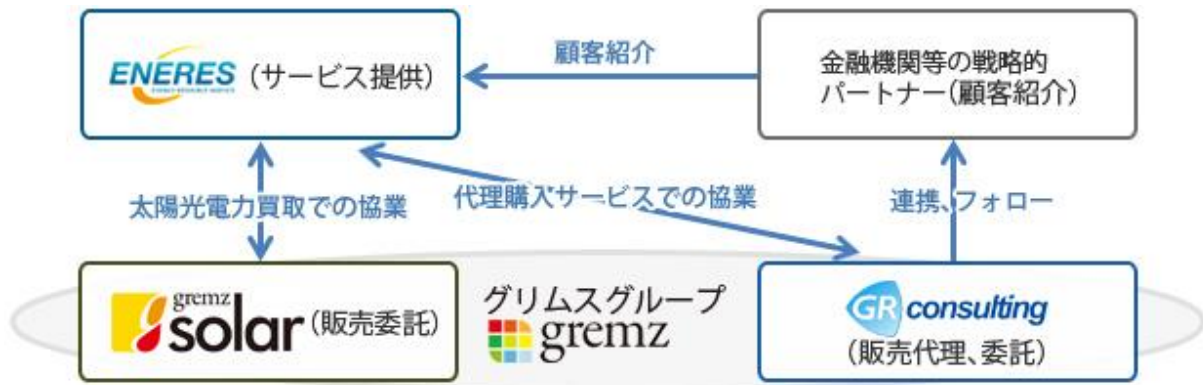 ENERES (サービス提供)
顧客紹介
金融機関等の戦略的
パートナー(顧客紹介)
太陽光電力買取での協業
代理購入サービスでの協業
連携、フォロー
gremz
solar (販売委託)
グリムスグループ
gremz
GR consulting
(販売代理、委託)